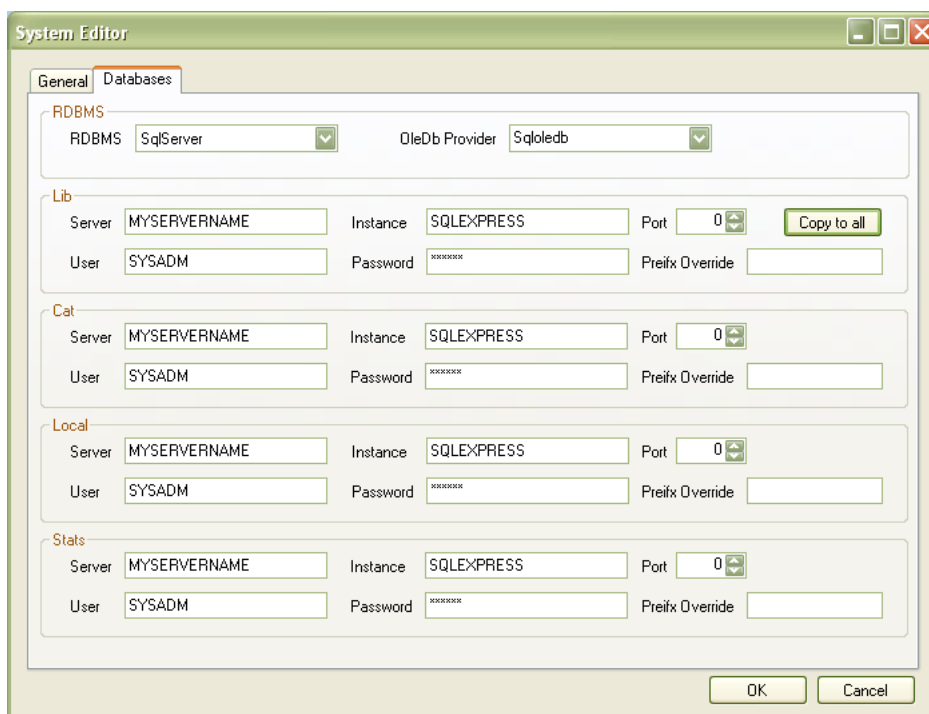 System Editor
General Databases
RDBMS
RDBMS SqlServer OleDb Provider Sqloledb
Lib
Server MYSERVERNAME Instance SQLEXPRESS Port 0 Copy to all
User SYSADM Password ****** Preifx Override
Cat
Server MYSERVERNAME Instance SQLEXPRESS Port 0
User SYSADM Password ****** Preifx Override
Local
Server MYSERVERNAME Instance SQLEXPRESS Port 0
User SYSADM Password ****** Preifx Override
Stats
Server MYSERVERNAME Instance SQLEXPRESS Port 0
User SYSADM Password ****** Preifx Override
OK Cancel